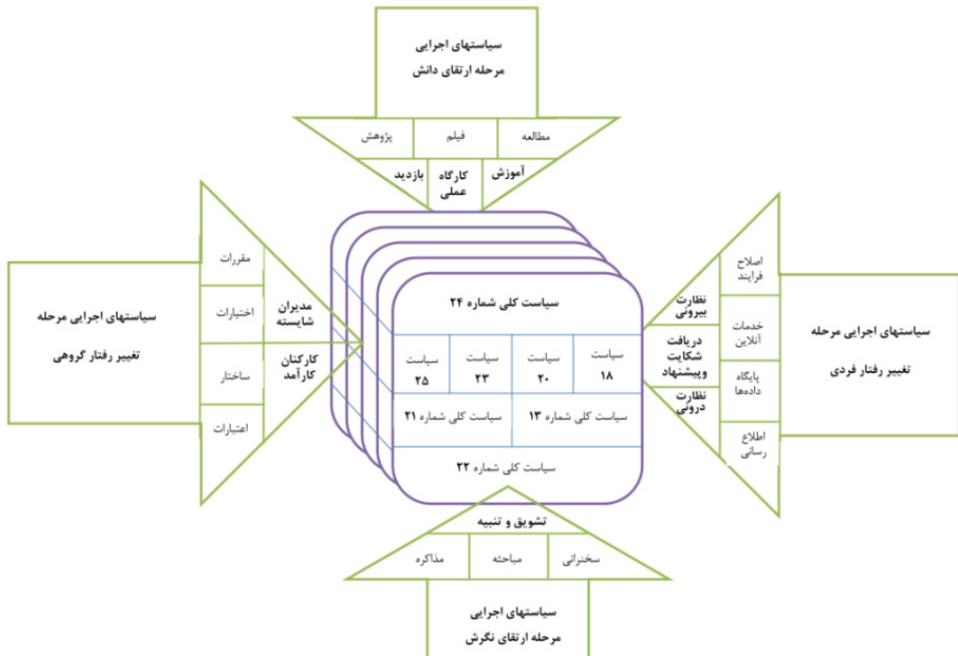 سیاستهای اجرایی
مرحله ارتقای دانش
مطالعه
فیلم
پژوهش
آموزش
کارگاه
عملی
بازدید
اصلاح
فرایند
خدمات
آنلاین
پایگاه
داده‌ها
اطلاع
رسانی
نظارت
بیرونی
دریافت
شکایت
وپیشنهاد
نظارت
درونی
سیاستهای اجرایی مرحله
تغییر رفتار فردی
سیاست کلی شماره ۲۴
سیاست
۱۸
سیاست
۲۰
سیاست
۲۳
سیاست
۲۵
سیاست کلی شماره ۱۳
سیاست کلی شماره ۲۱
سیاست کلی شماره ۲۲
مدیران
شایسته
کارکنان
کارآمد
مقررات
اختیارات
ساختار
اعتبارات
سیاستهای اجرایی مرحله
تغییر رفتار گروهی
تشویق و تنبیه
سخنرانی
مباحثه
مذاکره
سیاستهای اجرایی
مرحله ارتقای نگرش